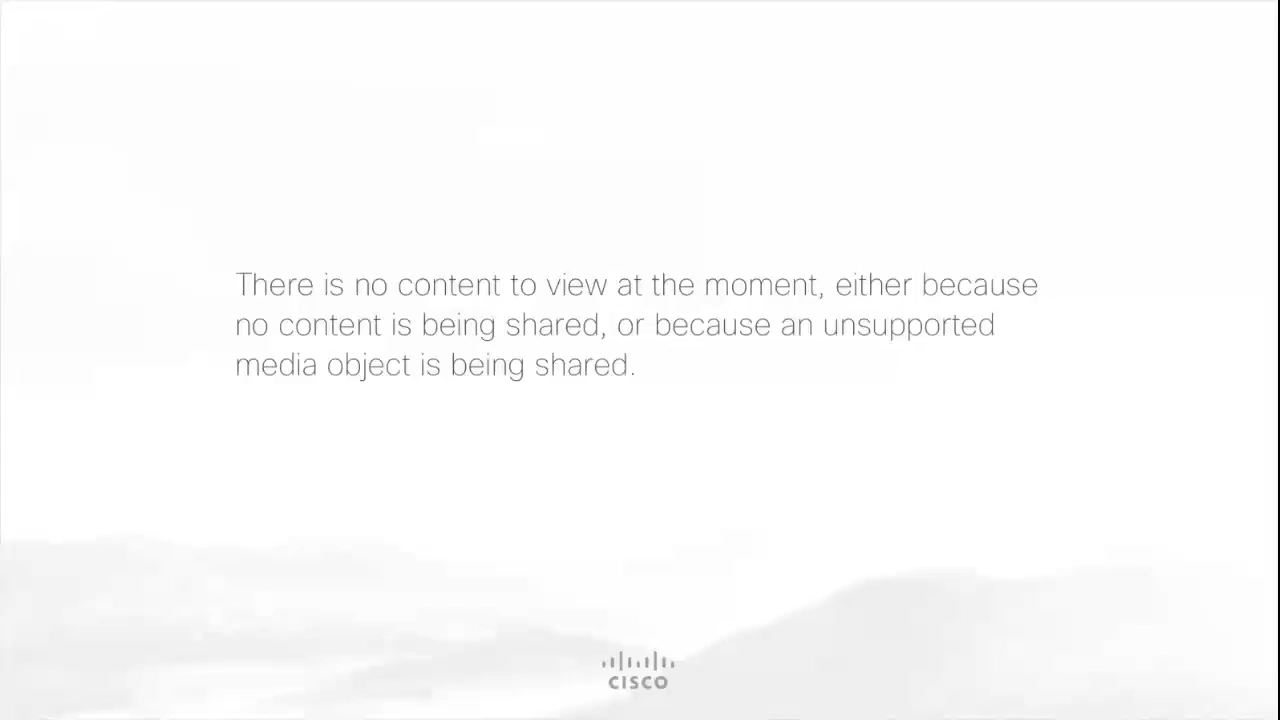 There is no content to view at the moment, either because
no content is being shared, or because an unsupported
media object is being shared.
CISCO